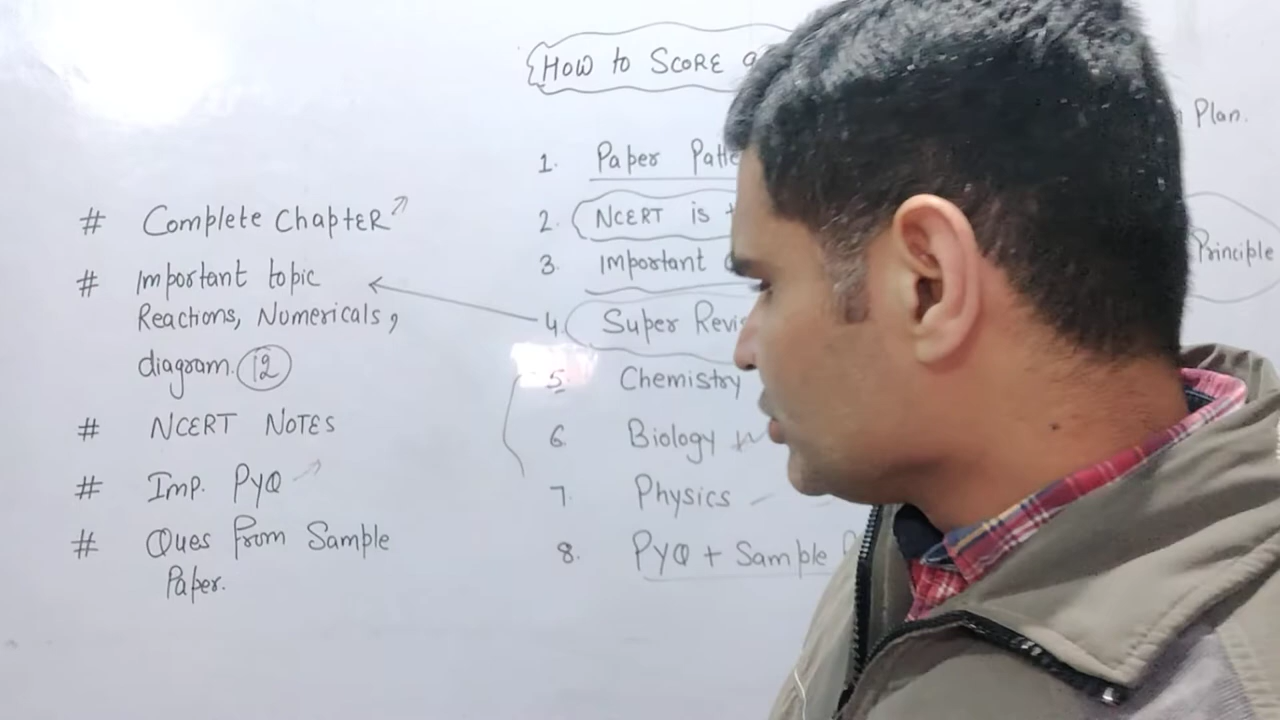 How to SCORE
Plan.
1. Paper
2. NCERT is
Principle
3. Important
4. Super
5. Chemistry
6. Biology
7. Physics
8. PYQ + Sample
# Complete ChaptER
# Important topic
Reactions, Numericals,
diagram. 12
# NCERT NOTES
# Imp. PYQ
# Ques from Sample
Paper.